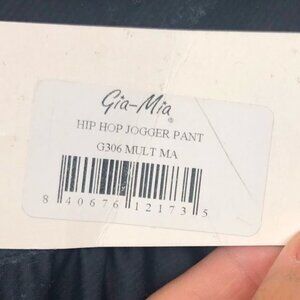 Gia-Mia®
HIP HOP JOGGER PANT
G306 MULT MA
8 40676 12173 5